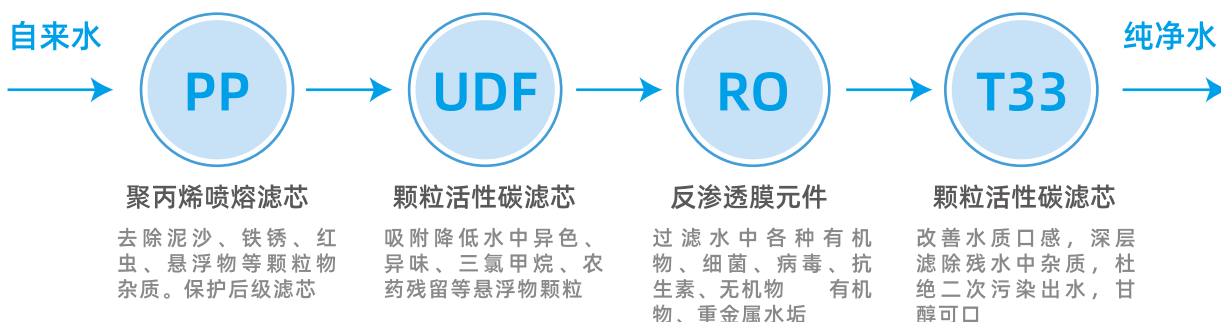 自来水
纯净水
PP
UDF
RO
T33
聚丙烯喷熔滤芯
去除泥沙、铁锈、红
虫、悬浮物等颗粒物
杂质。保护后级滤芯
颗粒活性碳滤芯
吸附降低水中异色、
异味、三氯甲烷、农
药残留等悬浮物颗粒
反渗透膜元件
过滤水中各种有机
物、细菌、病毒、抗
生素、无机物 有机
物、重金属水垢
颗粒活性碳滤芯
改善水质口感，深层
滤除残水中杂质，杜
绝二次污染出水，甘
醇可口